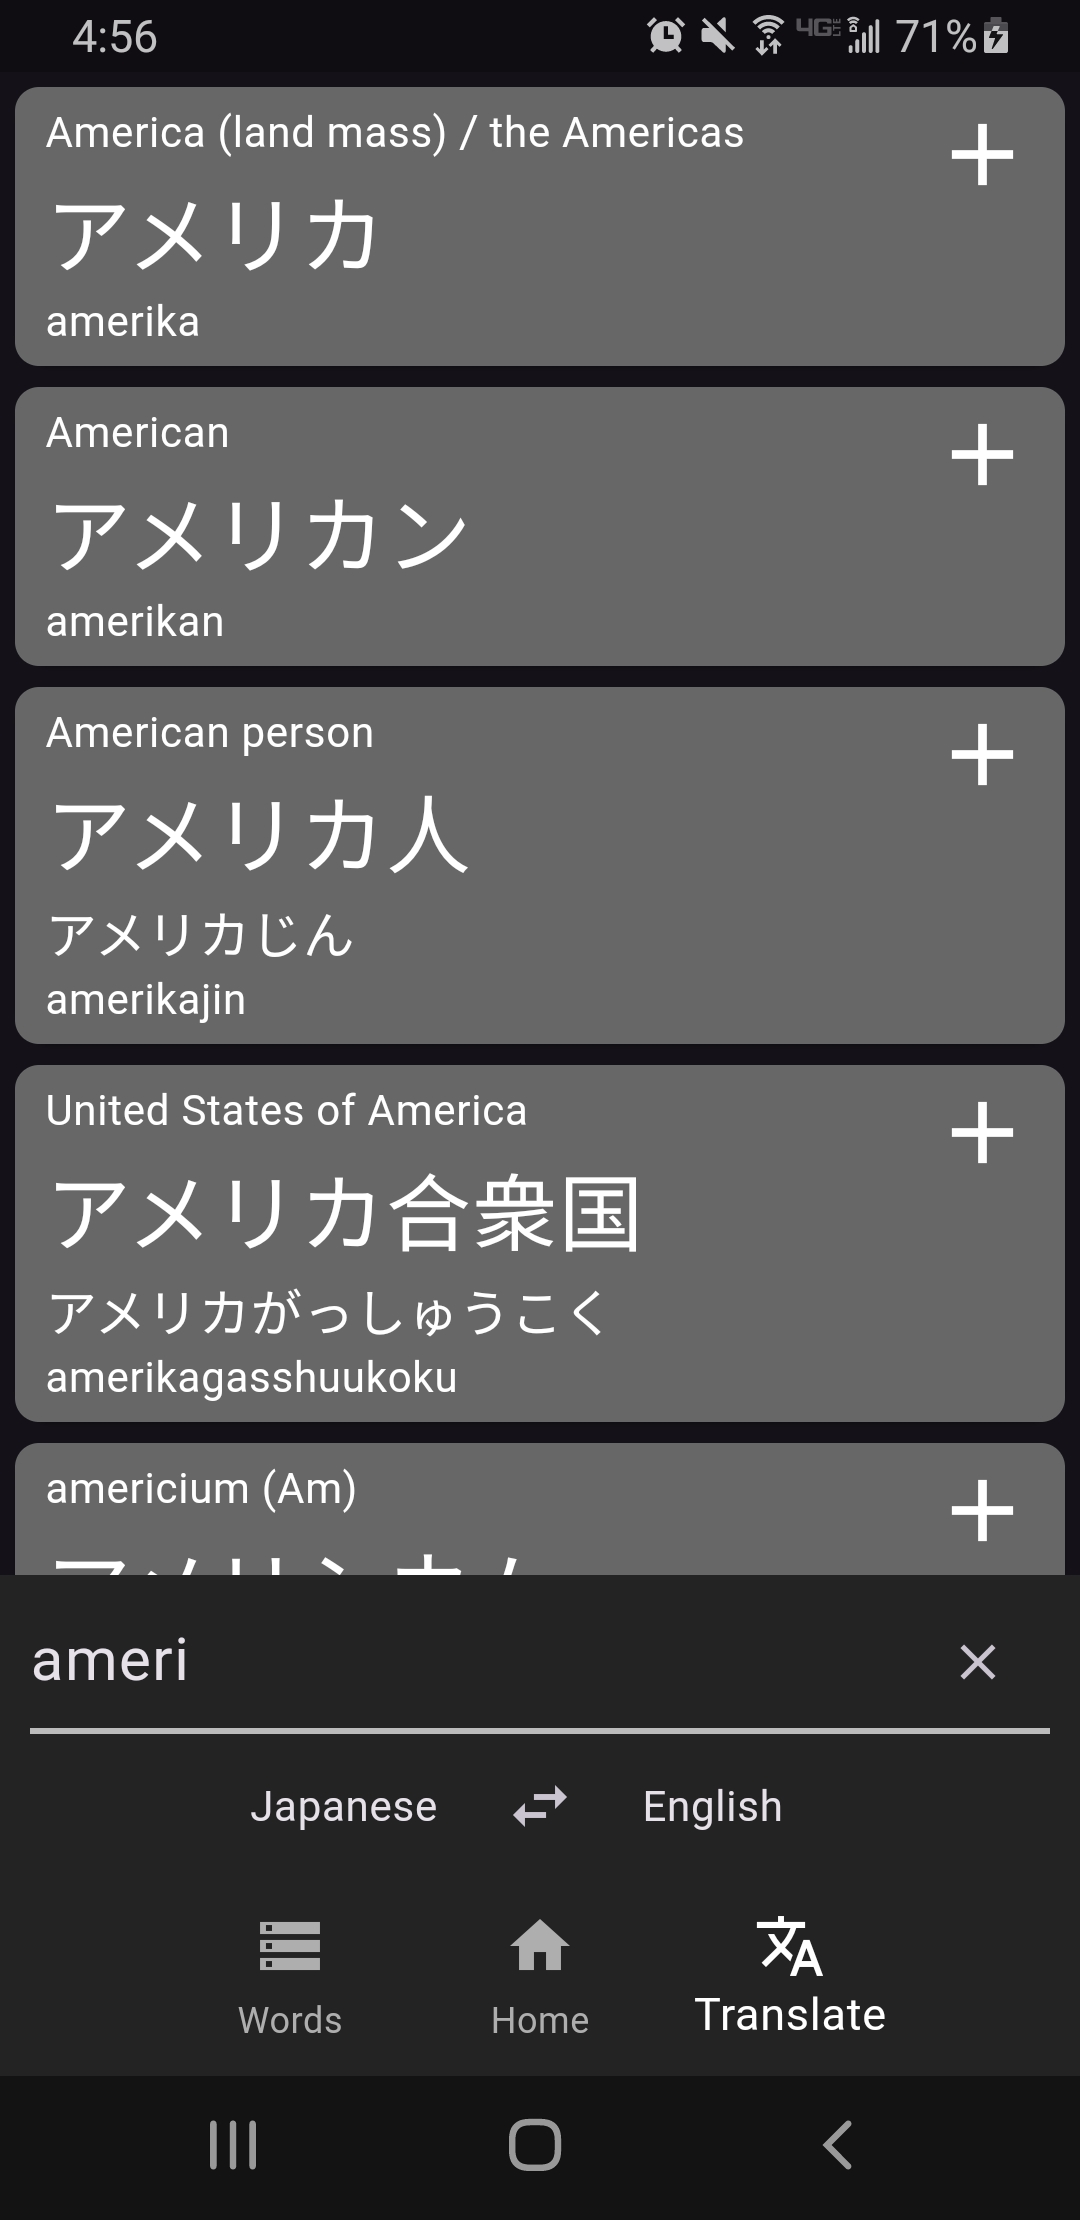 4:56 4G LTE 71%
America (land mass) / the Americas
アメリカ
amerika
American
アメリカン
amerikan
American person
アメリカ人
アメリカじん
amerikajin
United States of America
アメリカ合衆国
アメリカがっしゅうこく
amerikagasshuukoku
americium (Am)
ameri
Japanese English
Words Home Translate